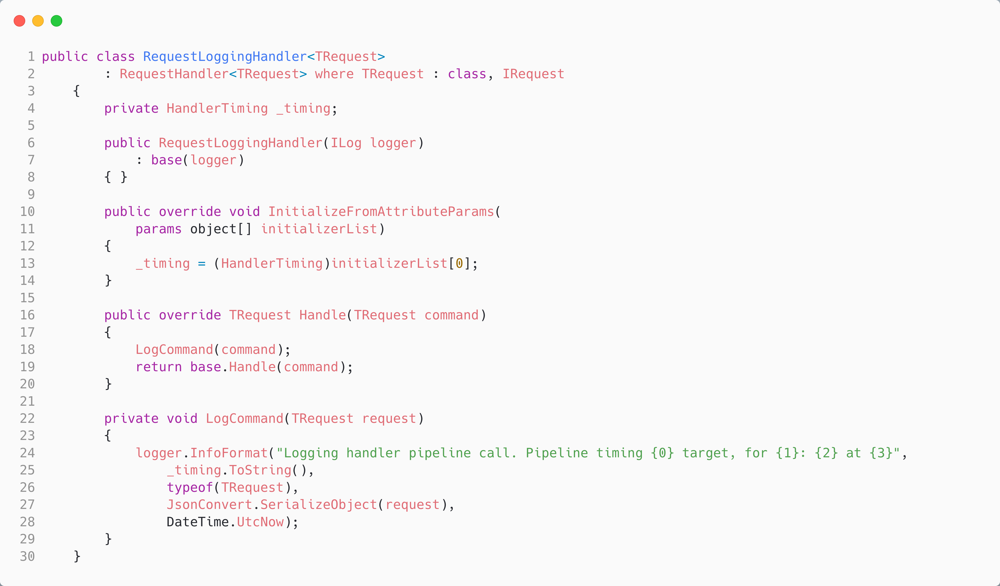 1 public class RequestLoggingHandler<TRequest>
2         : RequestHandler<TRequest> where TRequest : class, IRequest
3     {
4         private HandlerTiming _timing;
5
6         public RequestLoggingHandler(ILog logger)
7             : base(logger)
8         { }
9
10         public override void InitializeFromAttributeParams(
11             params object[] initializerList)
12         {
13             _timing = (HandlerTiming)initializerList[0];
14         }
15
16         public override TRequest Handle(TRequest command)
17         {
18             LogCommand(command);
19             return base.Handle(command);
20         }
21
22         private void LogCommand(TRequest request)
23         {
24             logger.InfoFormat("Logging handler pipeline call. Pipeline timing {0} target, for {1}: {2} at {3}",
25                 _timing.ToString(),
26                 typeof(TRequest),
27                 JsonConvert.SerializeObject(request),
28                 DateTime.UtcNow);
29         }
30     }